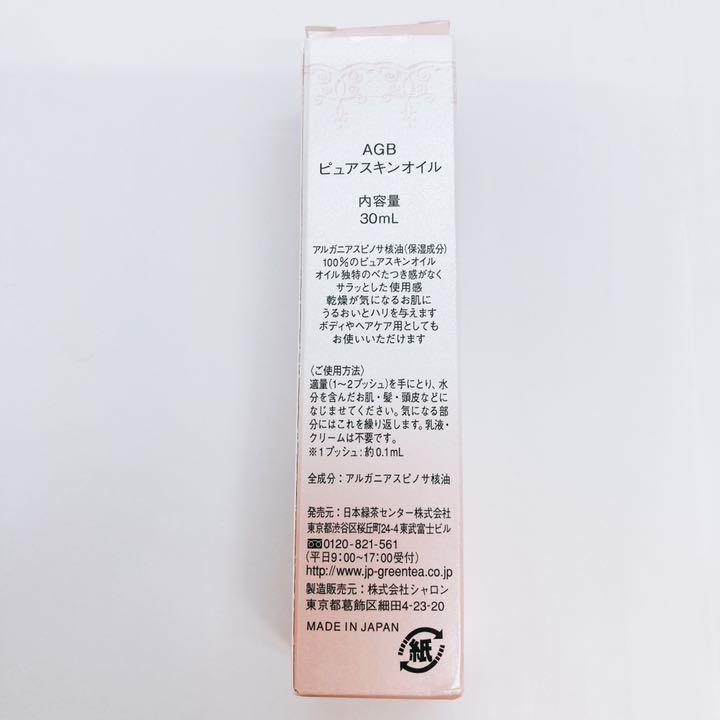 AGB
ピュアスキンオイル
内容量
30mL
アルガニアスピノサ核油(保湿成分)
100%のピュアスキンオイル
オイル独特のべたつき感がなく
サラッとした使用感
乾燥が気になるお肌に
うるおいとハリを与えます
ボディやヘアケア用としても
お使いいただけます
〈ご使用方法〉
適量(1〜2プッシュ)を手にとり、水
分を含んだお肌・髪・頭皮などに
なじませてください。気になる部
分にはこれを繰り返します。乳液・
クリームは不要です。
※1プッシュ:約0.1mL
全成分:アルガニアスピノサ核油
発売元:日本緑茶センター株式会社
東京都渋谷区桜丘町24-4東武富士ビル
0120-821-561
(平日9:00~17:00受付)
http://www.jp-greentea.co.jp
製造販売元:株式会社シャロン
東京都葛飾区細田4-23-20
MADE IN JAPAN
紙